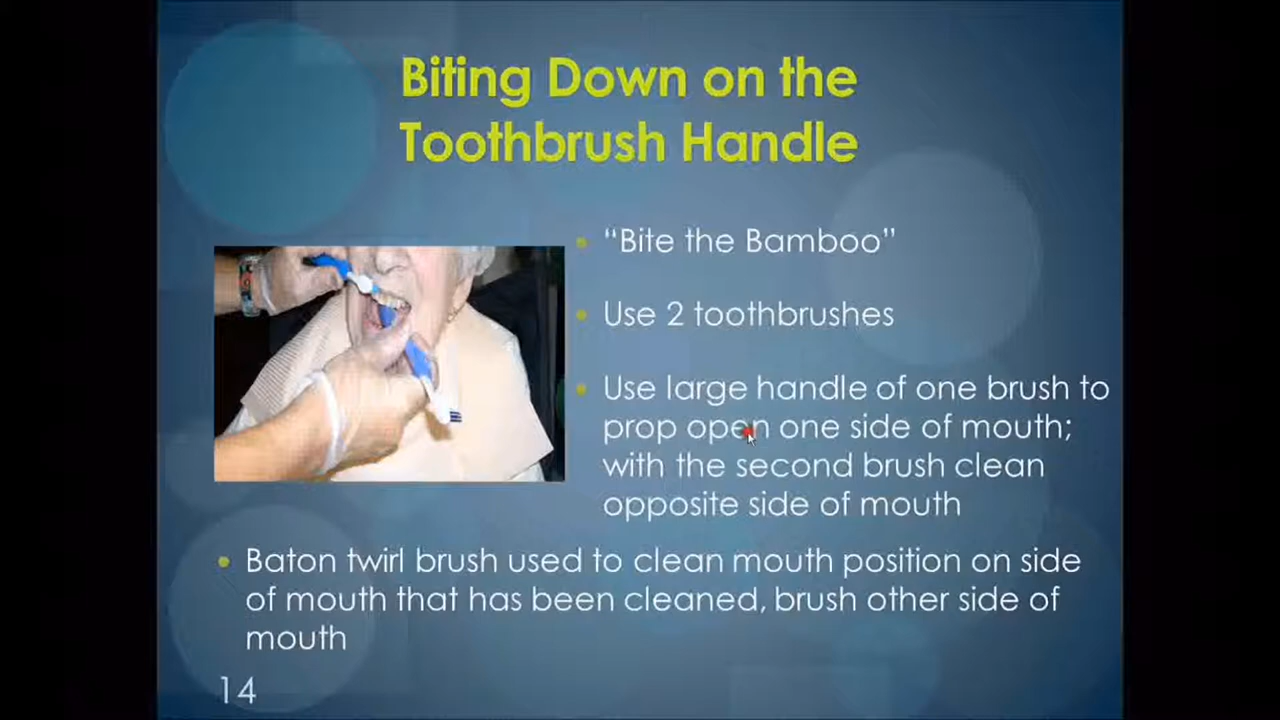 Biting Down on the
Toothbrush Handle
“Bite the Bamboo”
Use 2 toothbrushes
Use large handle of one brush to
prop open one side of mouth;
with the second brush clean
opposite side of mouth
Baton twirl brush used to clean mouth position on side
of mouth that has been cleaned, brush other side of
mouth
14